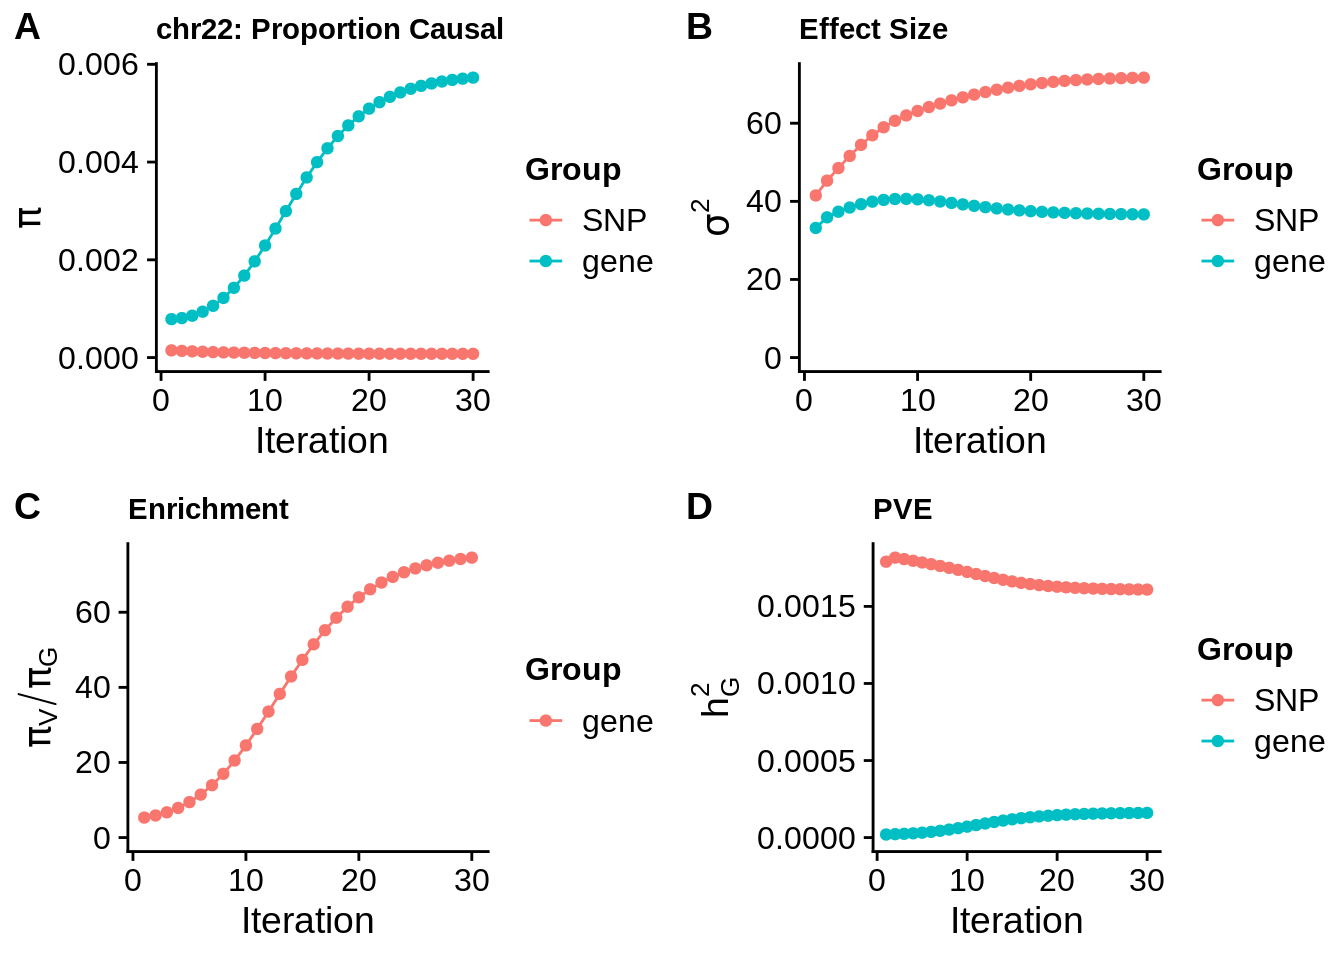 A
chr22: Proportion Causal
0.006
0.004
0.002
0.000
π
0 10 20 30
Iteration
Group
SNP
gene
B
Effect Size
60
40
20
0
σ²
0 10 20 30
Iteration
Group
SNP
gene
C
Enrichment
60
40
20
0
π_V/π_G
0 10 20 30
Iteration
Group
gene
D
PVE
0.0015
0.0010
0.0005
0.0000
h²_G
0 10 20 30
Iteration
Group
SNP
gene